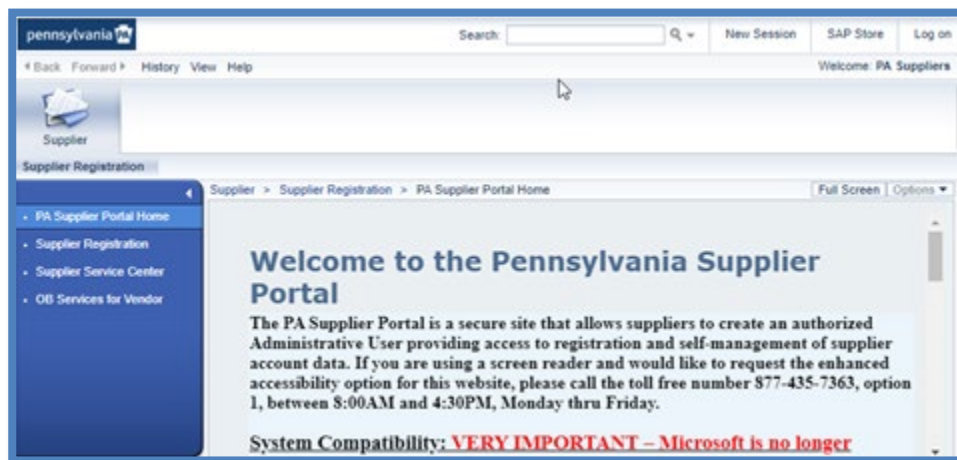 pennsylvania PA
Search:
New Session
SAP Store
Log on
Back Forward History View Help
Welcome: PA Suppliers
Supplier
Supplier Registration
Supplier > Supplier Registration > PA Supplier Portal Home
Full Screen Options
PA Supplier Portal Home
Supplier Registration
Supplier Service Center
OB Services for Vendor
Welcome to the Pennsylvania Supplier
Portal
The PA Supplier Portal is a secure site that allows suppliers to create an authorized
Administrative User providing access to registration and self-management of supplier
account data. If you are using a screen reader and would like to request the enhanced
accessibility option for this website, please call the toll free number 877-435-7363, option
1, between 8:00AM and 4:30PM, Monday thru Friday.
System Compatibility: VERY IMPORTANT – Microsoft is no longer